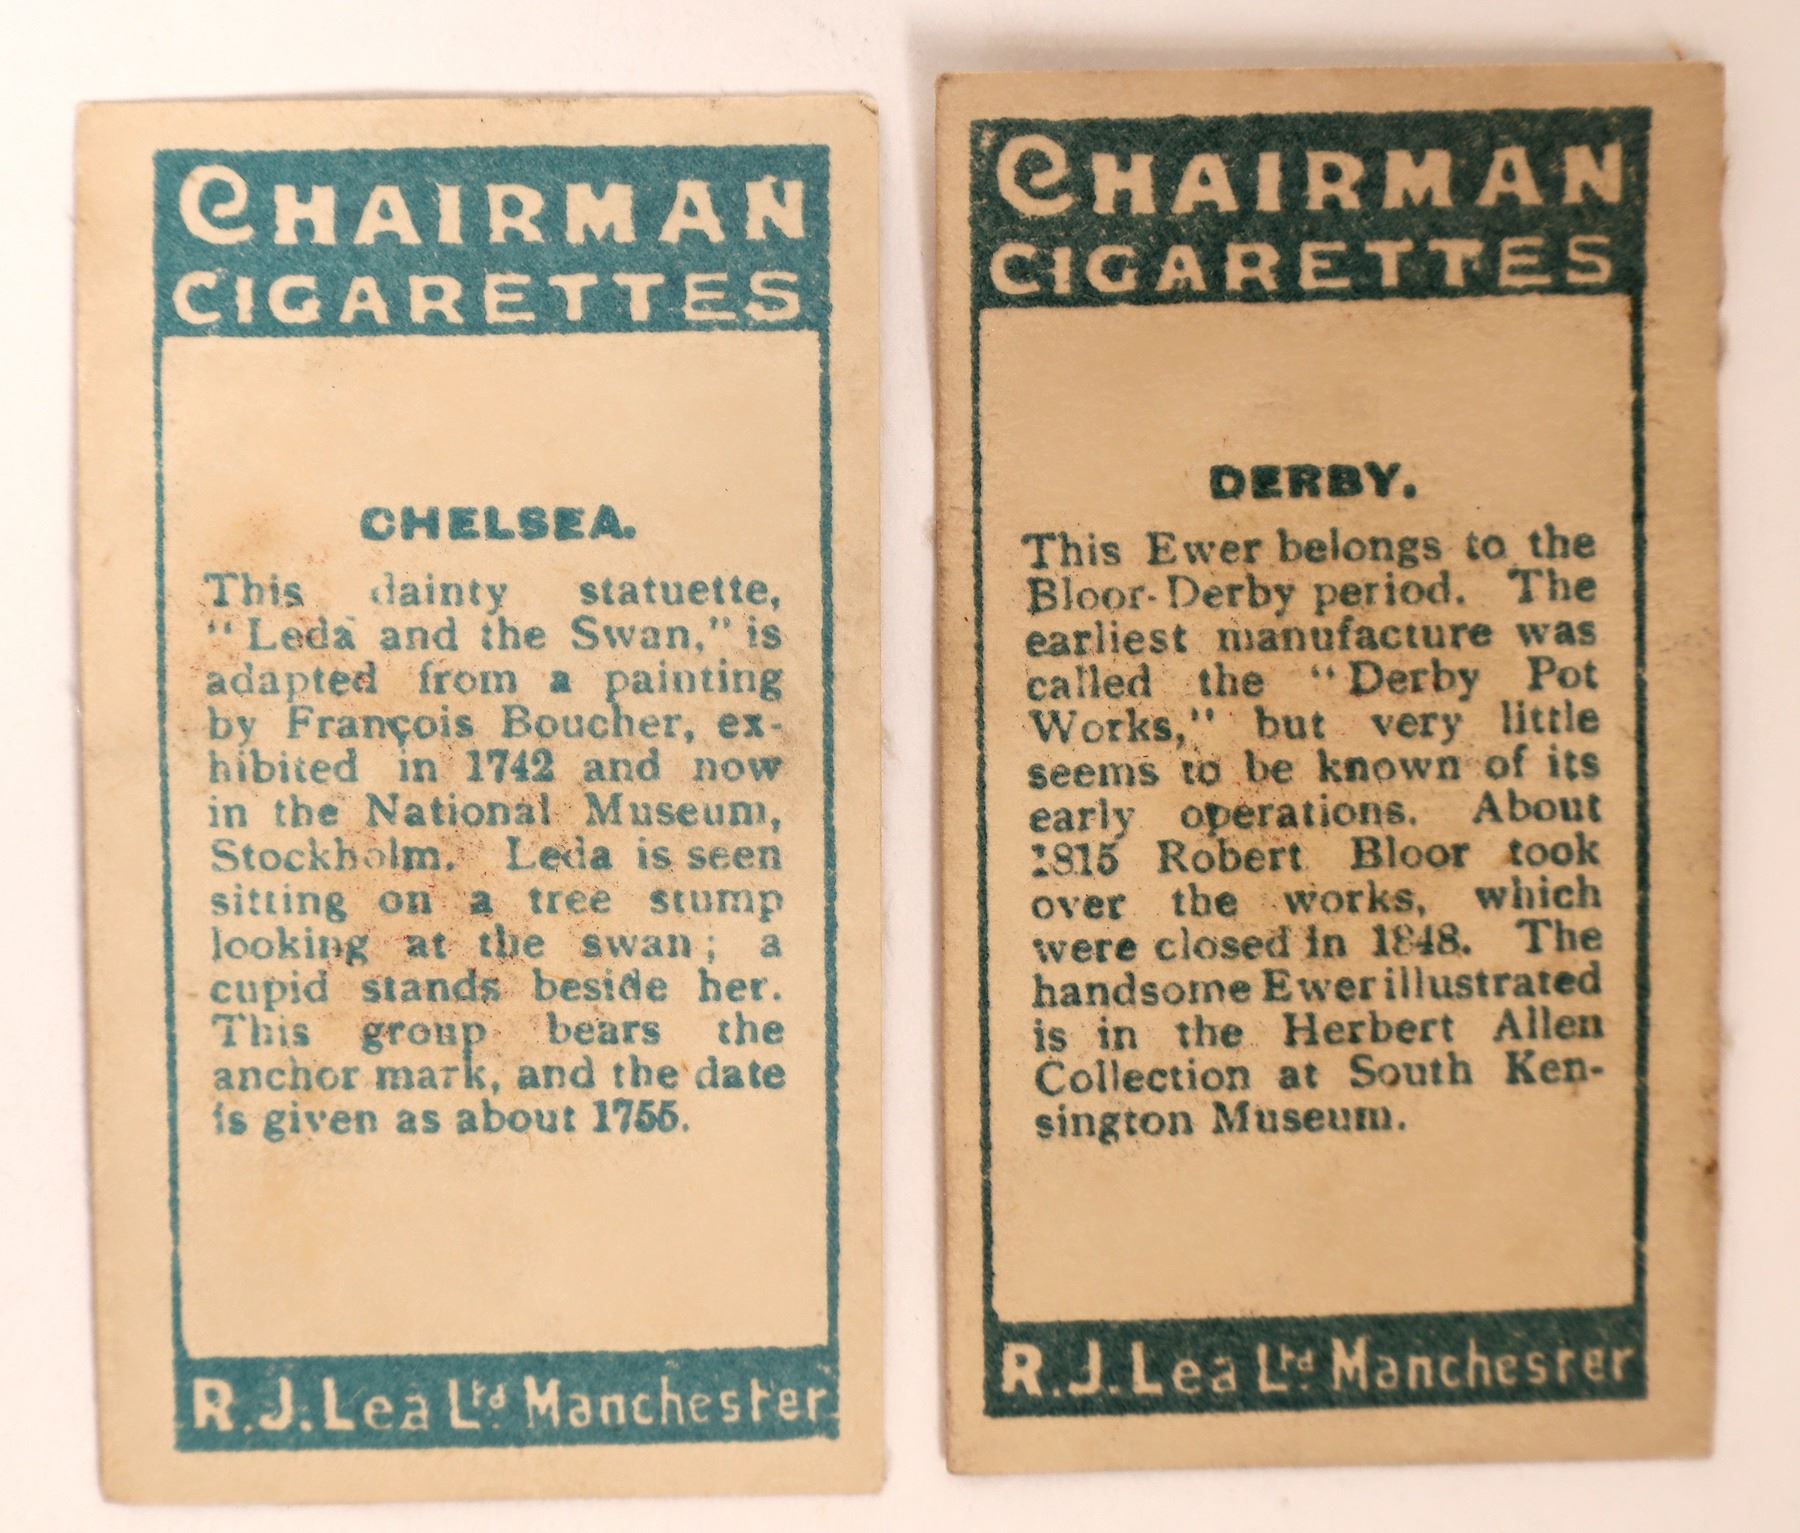 CHAIRMAN
CIGARETTES
CHELSEA.
This dainty statuette,
"Leda and the Swan," is
adapted from a painting
by François Boucher, ex-
hibited in 1742 and now
in the National Museum,
Stockholm. Leda is seen
sitting on a tree stump
looking at the swan; a
cupid stands beside her.
This group bears the
anchor mark, and the date
is given as about 1755.
R.J. Lea Ltd. Manchester
CHAIRMAN
CIGARETTES
DERBY.
This Ewer belongs to the
Bloor-Derby period. The
earliest manufacture was
called the "Derby Pot
Works," but very little
seems to be known of its
early operations. About
1815 Robert Bloor took
over the works, which
were closed in 1848. The
handsome Ewer illustrated
is in the Herbert Allen
Collection at South Ken-
sington Museum.
R.J. Lea Ltd. Manchester